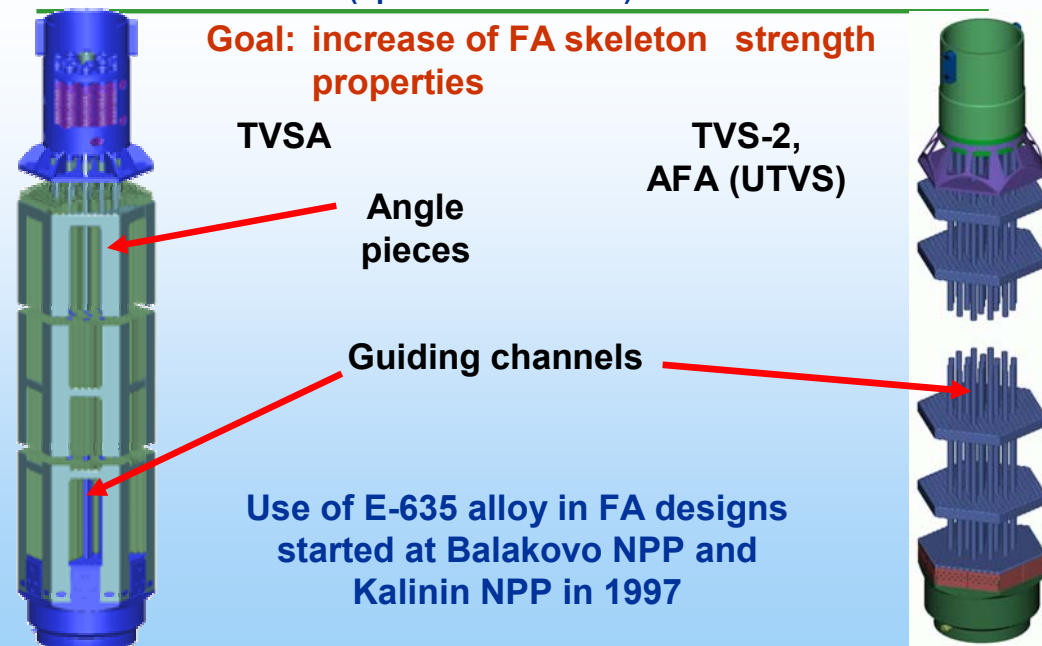 Goal: increase of FA skeleton strength
properties
TVSA
TVS-2,
AFA (UTVS)
Angle
pieces
Guiding channels
Use of E-635 alloy in FA designs
started at Balakovo NPP and
Kalinin NPP in 1997